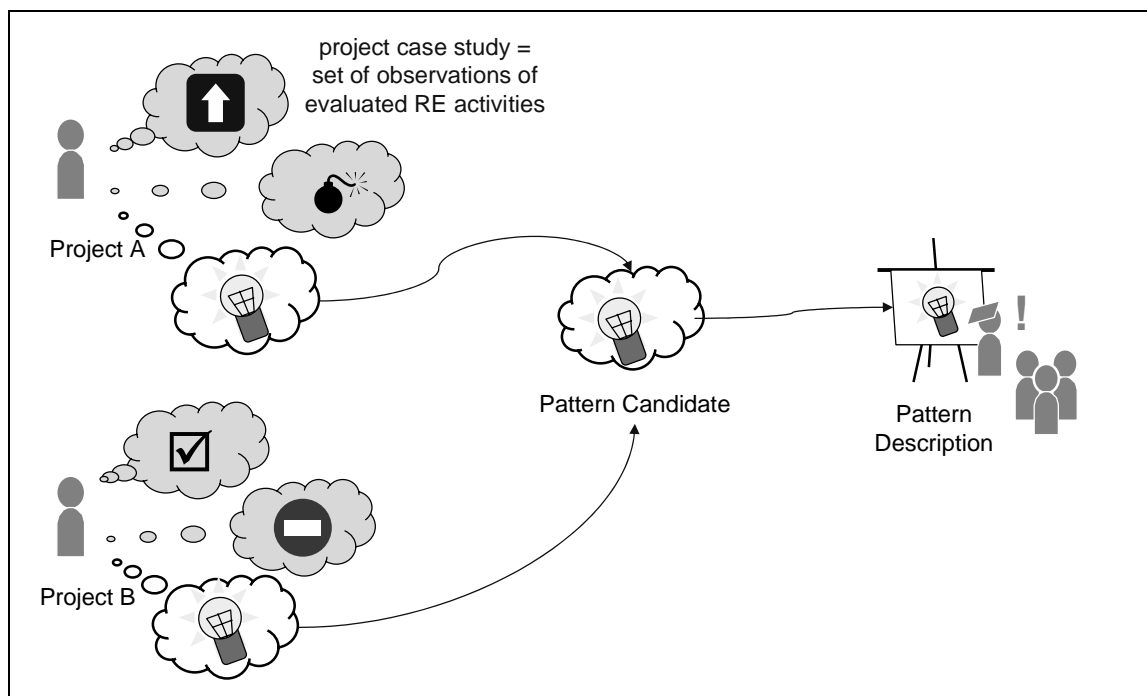 project case study =
set of observations of
evaluated RE activities
Project A
Pattern Candidate
!
Pattern
Description
Project B